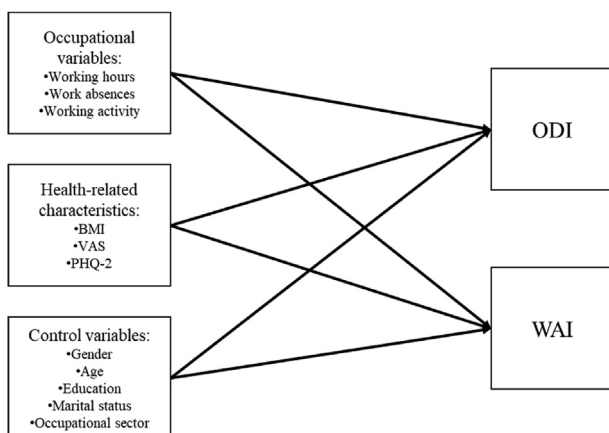 Occupational
variables:
•Working hours
•Work absences
•Working activity
Health-related
characteristics:
•BMI
•VAS
•PHQ-2
Control variables:
•Gender
•Age
•Education
•Marital status
•Occupational sector
ODI
WAI